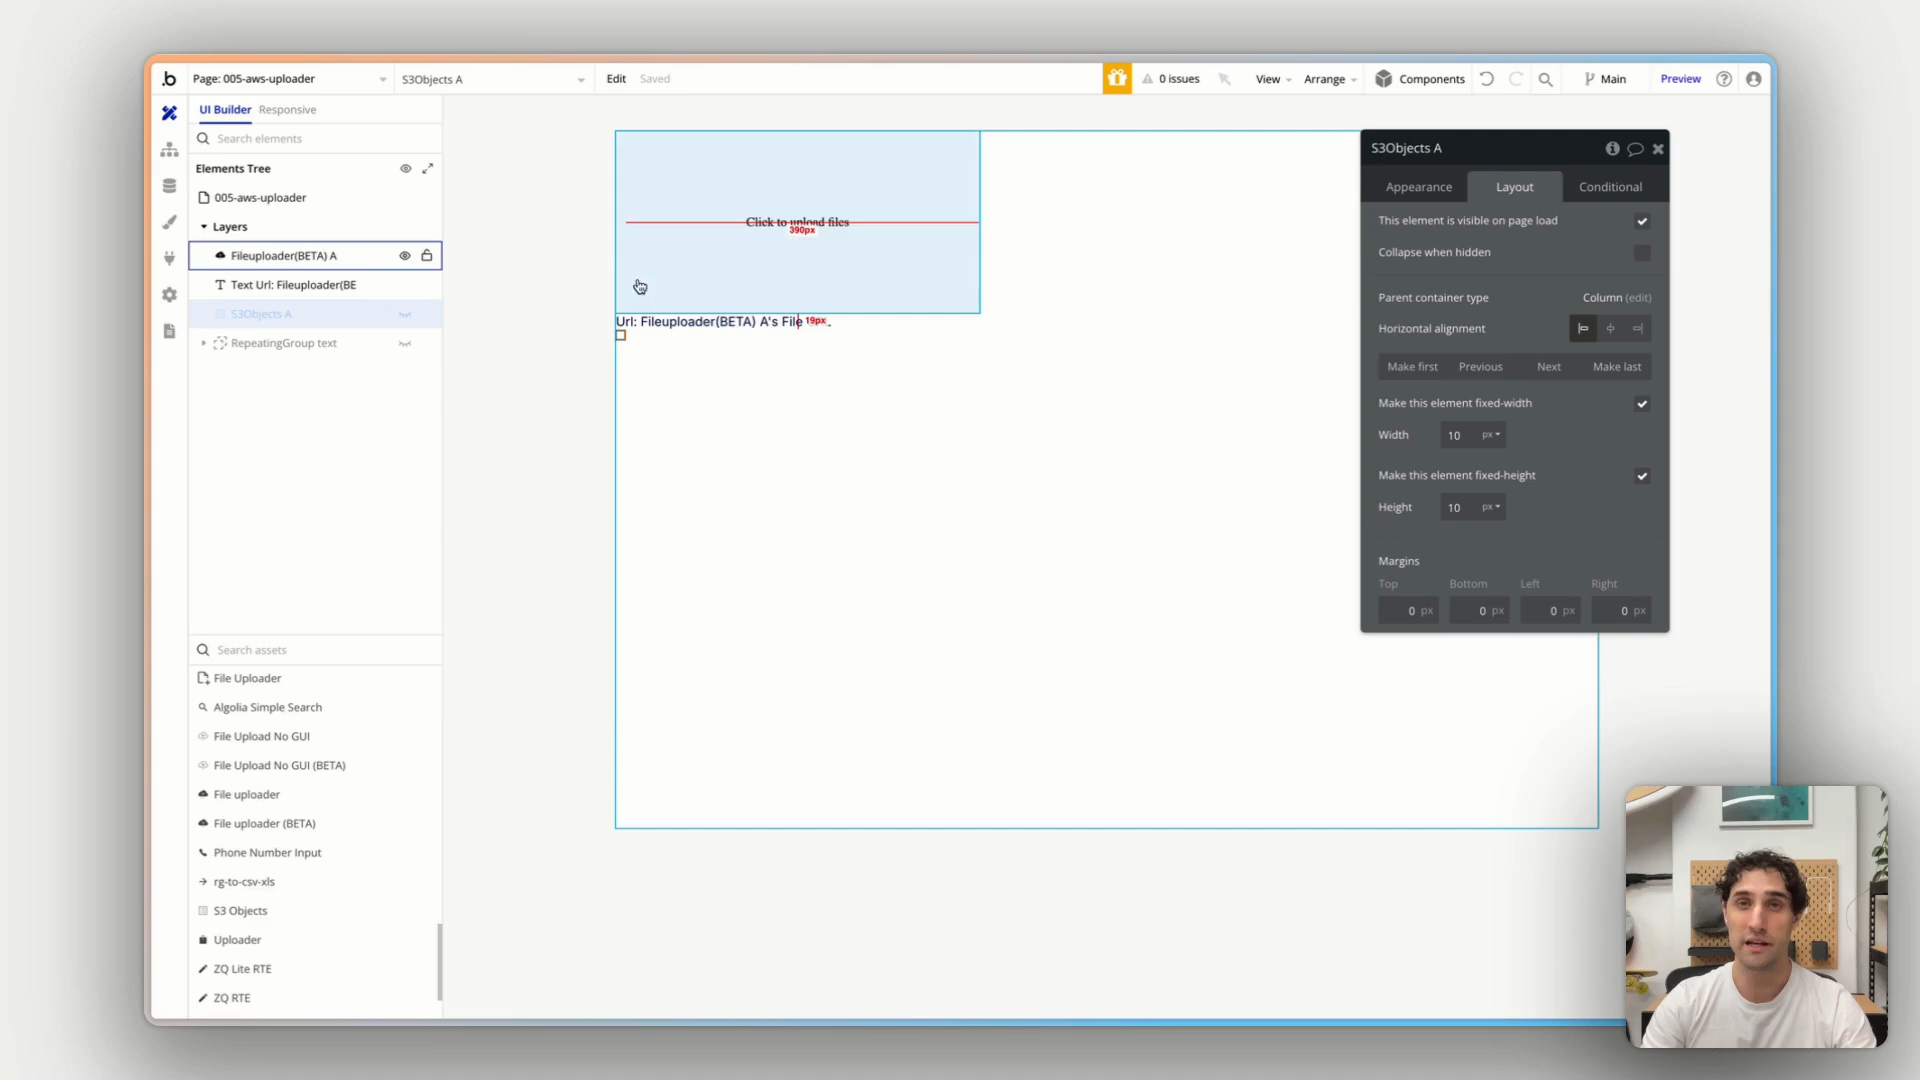 Page: 005-aws-uploader
S3Objects A
Edit
Saved
0 issues
View
Arrange
Components
Main
Preview
UI Builder
Responsive
Search elements
Elements Tree
005-aws-uploader
Layers
Fileuploader(BETA) A
Text Url: Fileuploader(BE
S3Objects A
RepeatingGroup text
Search assets
File Uploader
Algolia Simple Search
File Upload No GUI
File Upload No GUI (BETA)
File uploader
File uploader (BETA)
Phone Number Input
rg-to-csv-xls
S3 Objects
Uploader
ZQ Lite RTE
ZQ RTE
Click to upload files
390px
Url: Fileuploader(BETA) A's File
19px
S3Objects A
Appearance
Layout
Conditional
This element is visible on page load
Collapse when hidden
Parent container type
Column (edit)
Horizontal alignment
Make first
Previous
Next
Make last
Make this element fixed-width
Width
10
px
Make this element fixed-height
Height
10
px
Margins
Top
Bottom
Left
Right
0 px
0 px
0 px
0 px